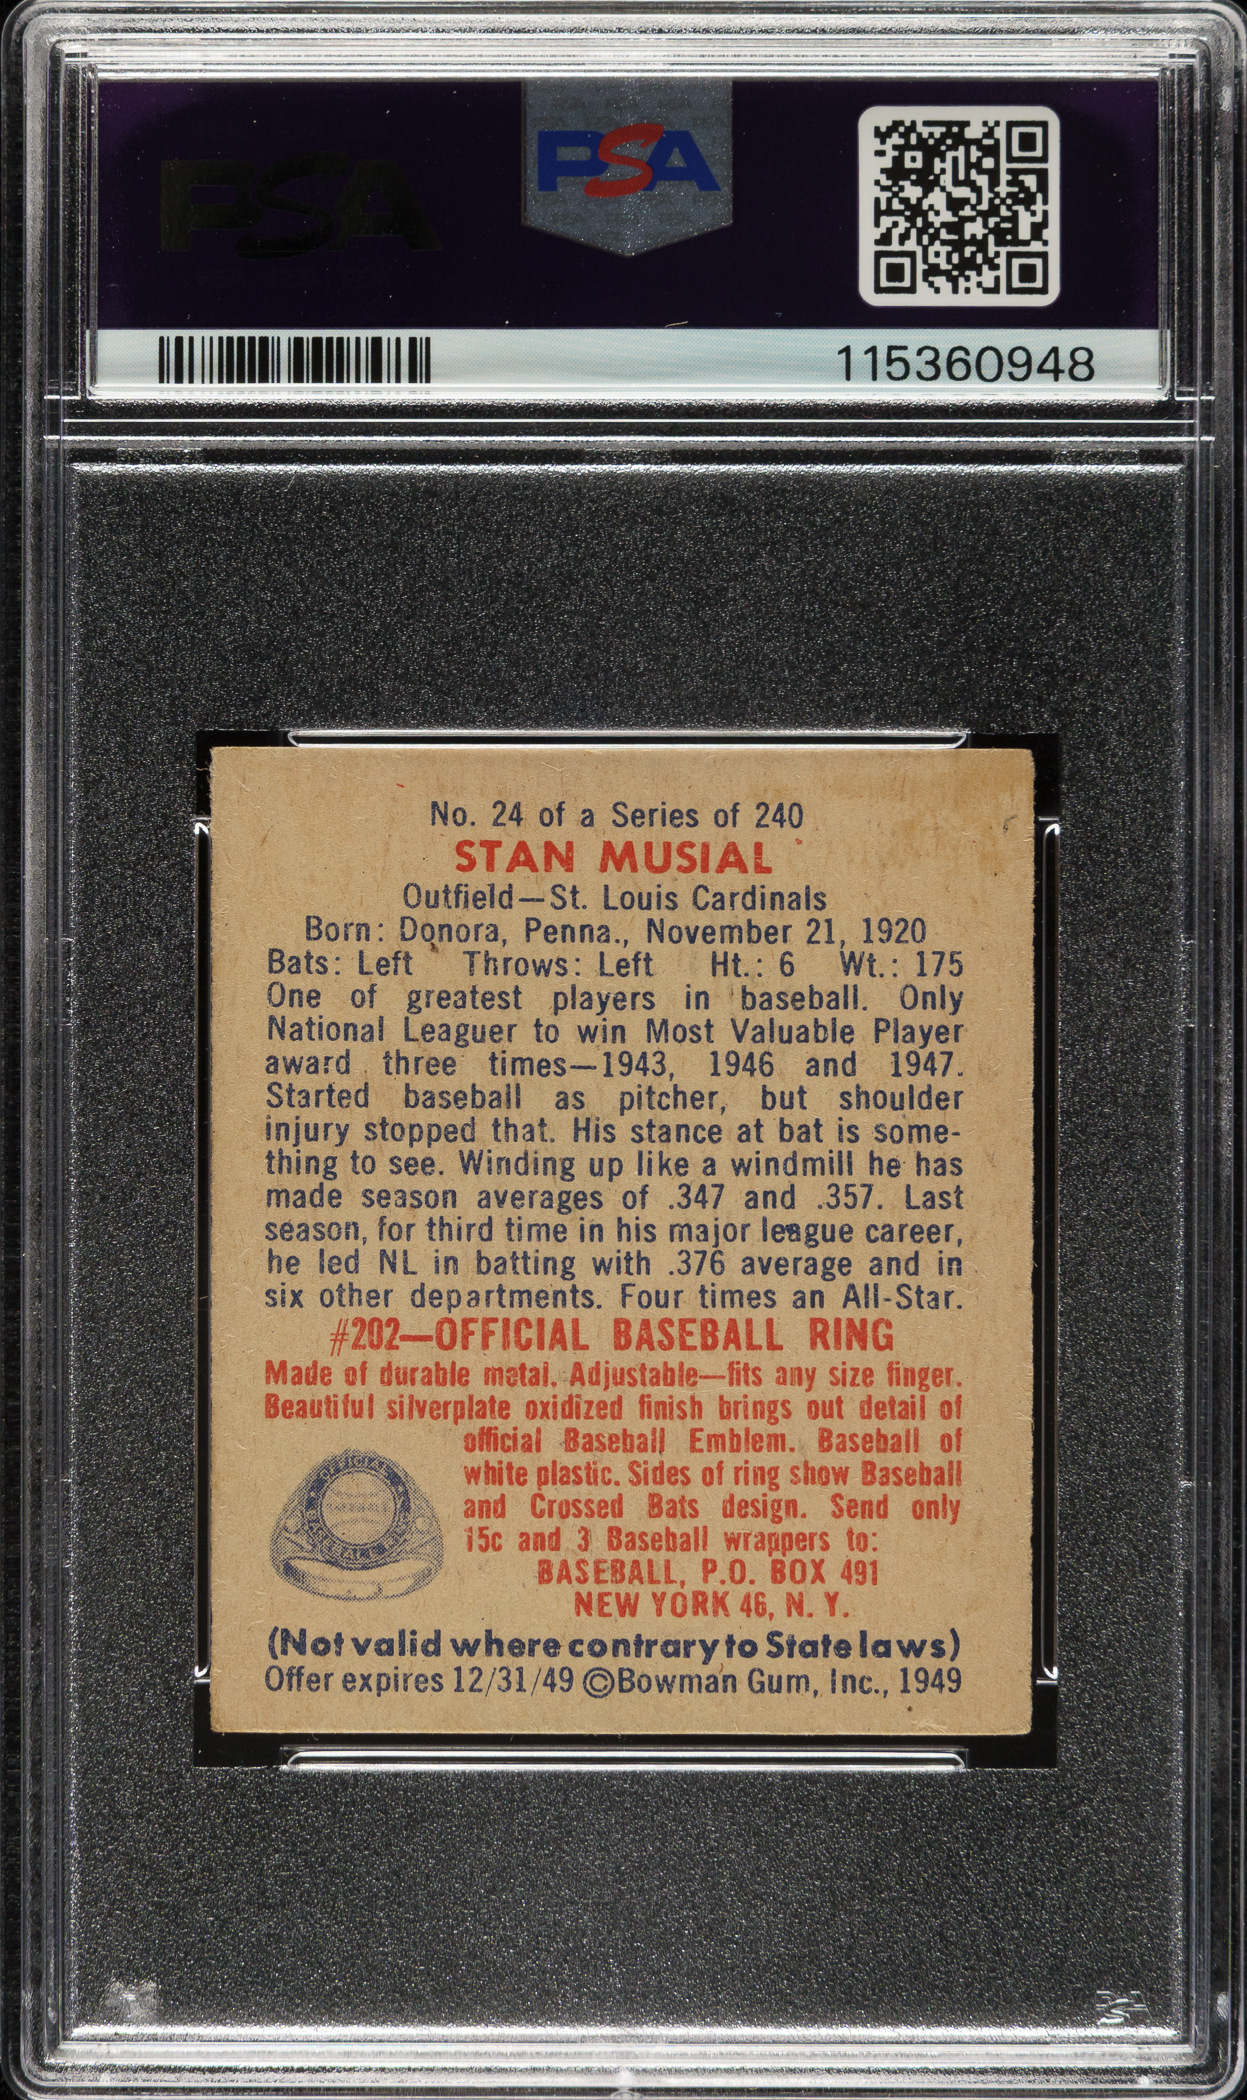 PSA
PSA
115360948
No. 24 of a Series of 240
STAN MUSIAL
Outfield—St. Louis Cardinals
Born: Donora, Penna., November 21, 1920
Bats: Left Throws: Left Ht.: 6 Wt.: 175
One of greatest players in baseball. Only
National Leaguer to win Most Valuable Player
award three times—1943, 1946 and 1947.
Started baseball as pitcher, but shoulder
injury stopped that. His stance at bat is some-
thing to see. Winding up like a windmill he has
made season averages of .347 and .357. Last
season, for third time in his major league career,
he led NL in batting with .376 average and in
six other departments. Four times an All-Star.
#202—OFFICIAL BASEBALL RING
Made of durable metal. Adjustable—fits any size finger.
Beautiful silverplate oxidized finish brings out detail of
official Baseball Emblem. Baseball of
white plastic. Sides of ring show Baseball
and Crossed Bats design. Send only
15c and 3 Baseball wrappers to:
BASEBALL, P.O. BOX 491
NEW YORK 46, N. Y.
OFFICIAL
BASEBALL
(Not valid where contrary to State laws)
Offer expires 12/31/49 ©Bowman Gum, Inc., 1949
PSA